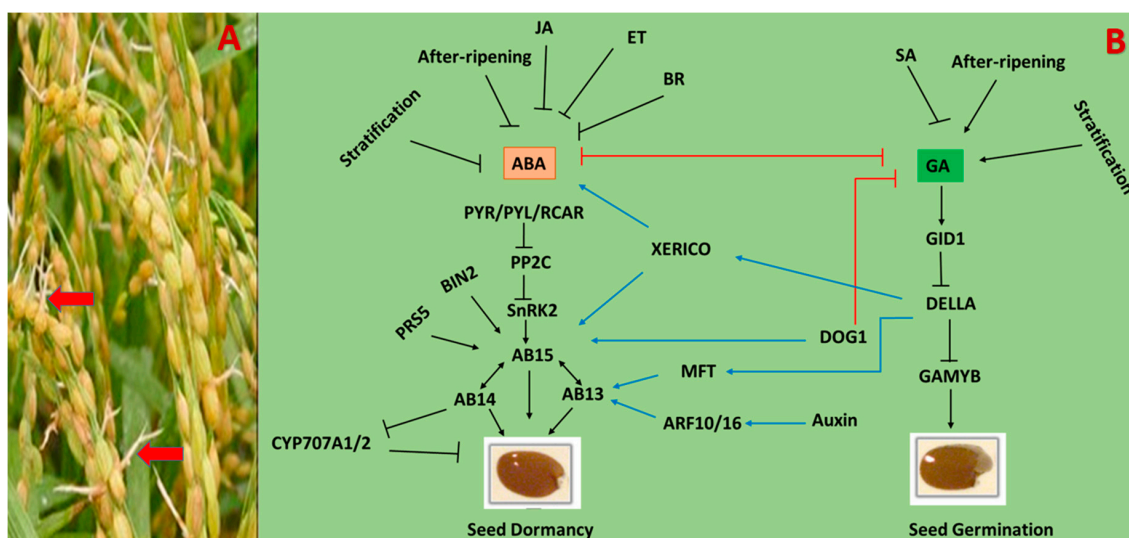 A
B
JA
ET
After-ripening
BR
Stratification
ABA
SA
After-ripening
Stratification
GA
PYR/PYL/RCAR
GID1
PP2C
XERICO
BIN2
SnRK2
DELLA
PRS5
DOG1
AB15
MFT
GAMYB
AB14
AB13
ARF10/16
Auxin
CYP707A1/2
Seed Dormancy
Seed Germination